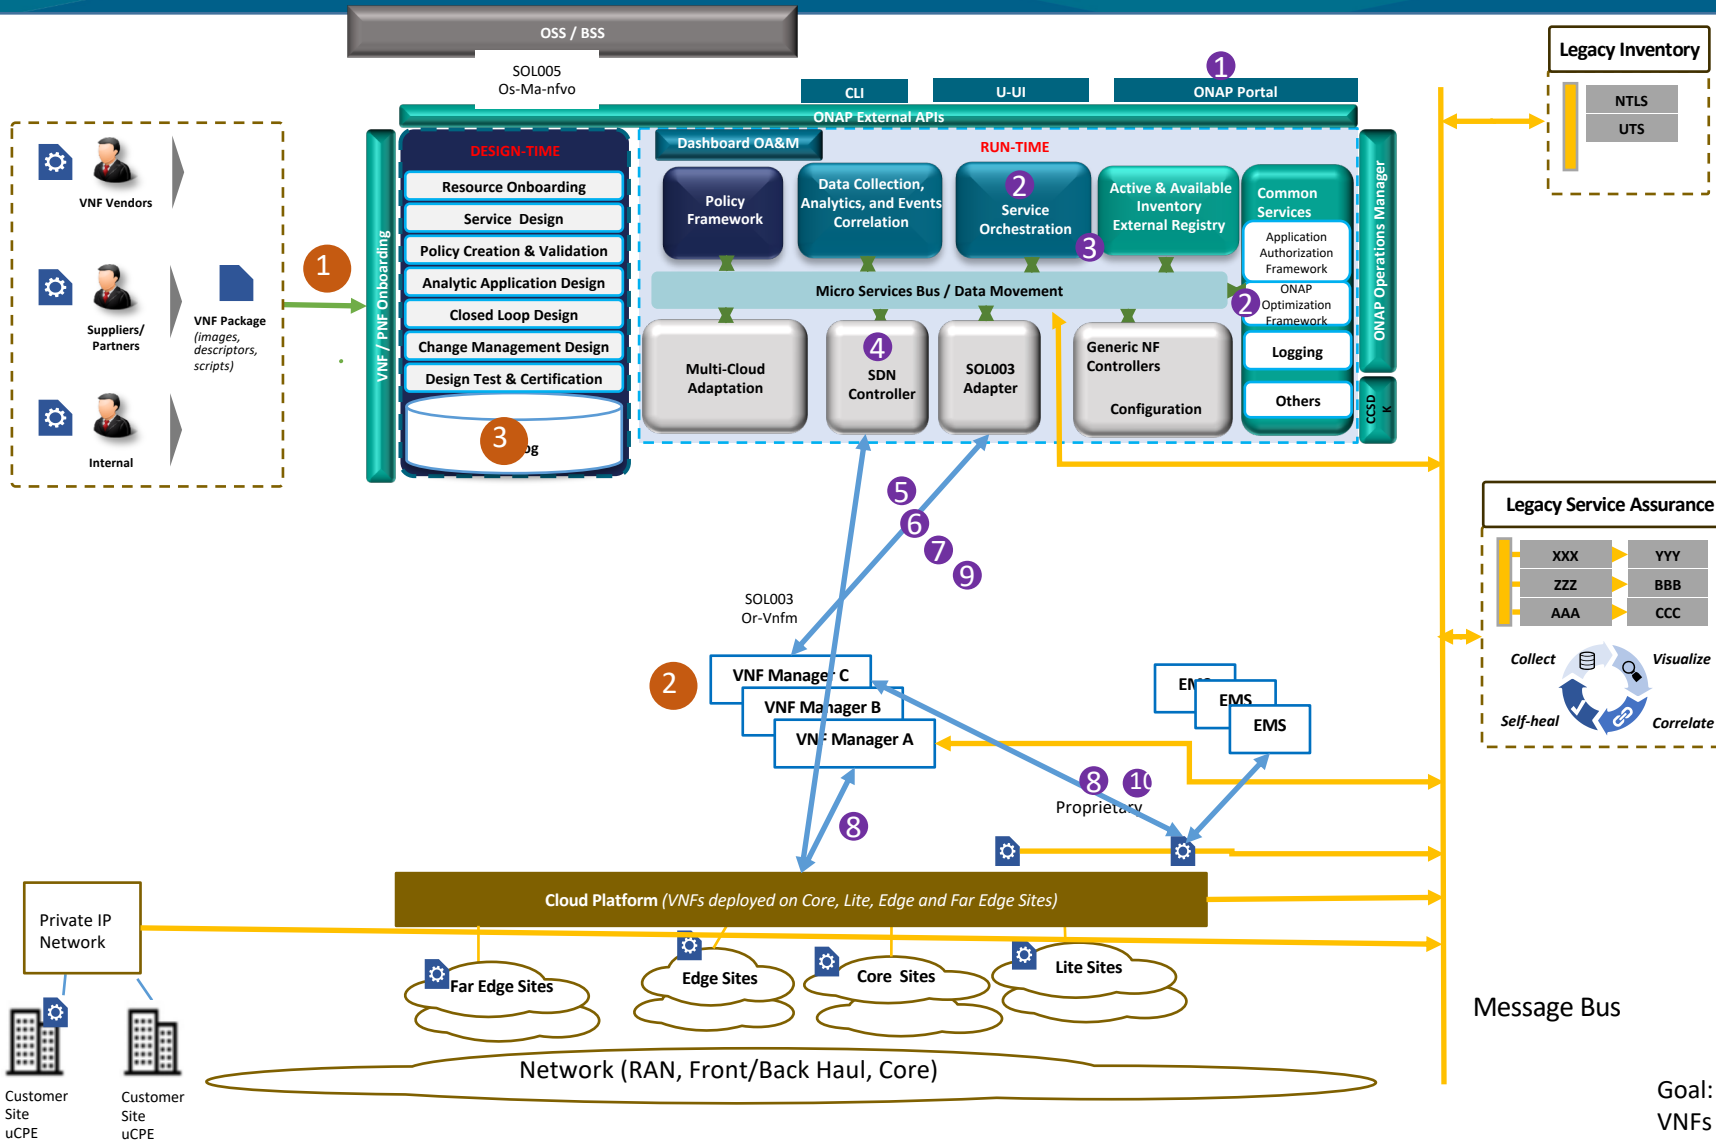 OSS / BSS
SOL005
Os-Ma-nfvo
CLI
U-UI
1
ONAP Portal
ONAP External APIs
VNF Vendors
Suppliers/
Partners
Internal
VNF Package
(images,
descriptors,
scripts)
1
VNF / PNF Onboarding
DESIGN-TIME
Resource Onboarding
Service Design
Policy Creation & Validation
Analytic Application Design
Closed Loop Design
Change Management Design
Design Test & Certification
3
og
Dashboard OA&M
RUN-TIME
Policy
Framework
Data Collection,
Analytics, and Events
Correlation
2
Service
Orchestration
3
Active & Available
Inventory
External Registry
Common
Services
Application
Authorization
Framework
2
ONAP
Optimization
Framework
Logging
Others
Micro Services Bus / Data Movement
Multi-Cloud
Adaptation
4
SDN
Controller
SOL003
Adapter
Generic NF
Controllers
Configuration
ONAP Operations Manager
CCSD
K
Legacy Inventory
NTLS
UTS
Legacy Service Assurance
XXX
YYY
ZZZ
BBB
AAA
CCC
Collect
Visualize
Self-heal
Correlate
5
6
7
9
SOL003
Or-Vnfm
2
VNF Manager C
VNF Manager B
VNF Manager A
EMS
EMS
EMS
8
10
Proprietary
8
Cloud Platform (VNFs deployed on Core, Lite, Edge and Far Edge Sites)
Private IP
Network
Far Edge Sites
Edge Sites
Core Sites
Lite Sites
Message Bus
Network (RAN, Front/Back Haul, Core)
Customer
Site
uCPE
Customer
Site
uCPE
Goal:
VNFs